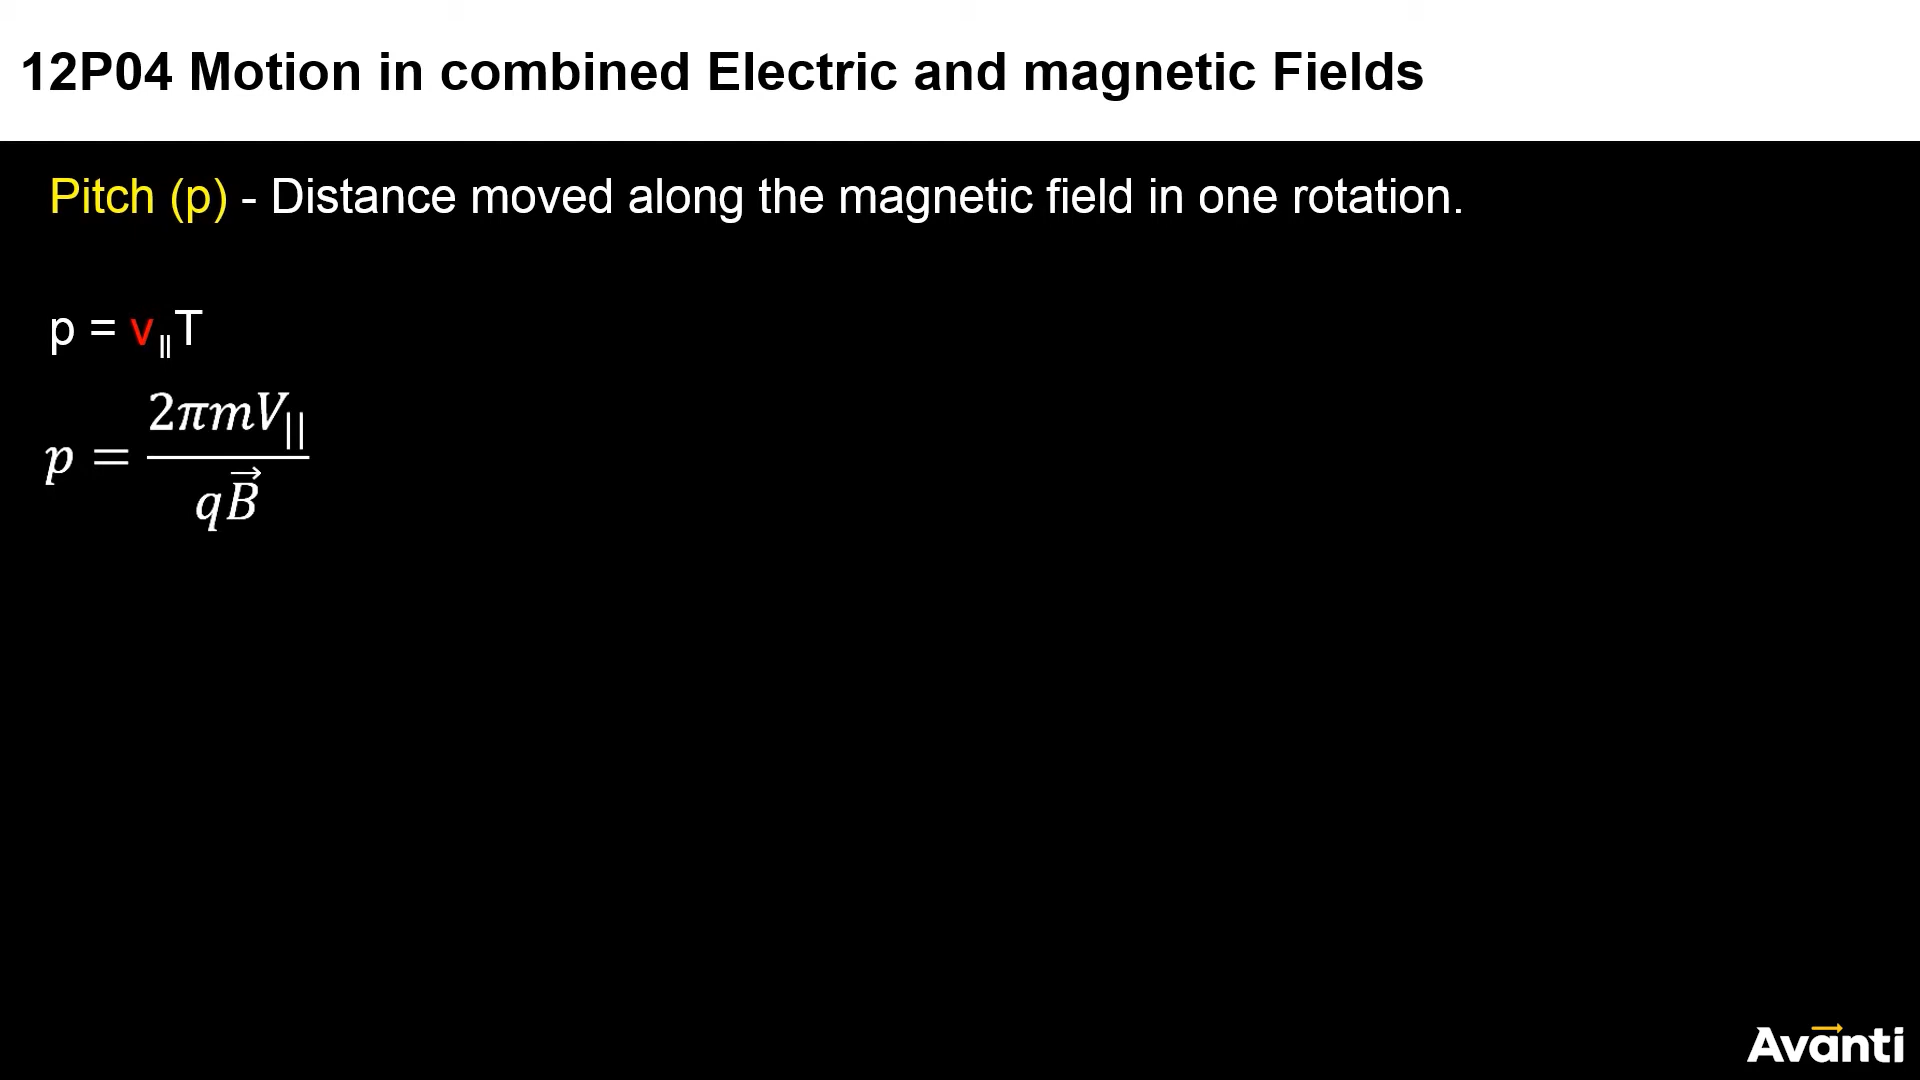 12P04 Motion in combined Electric and magnetic Fields
Pitch (p) - Distance moved along the magnetic field in one rotation.
p = v||T
p = 2πmV|| / qB⃗
Avanti